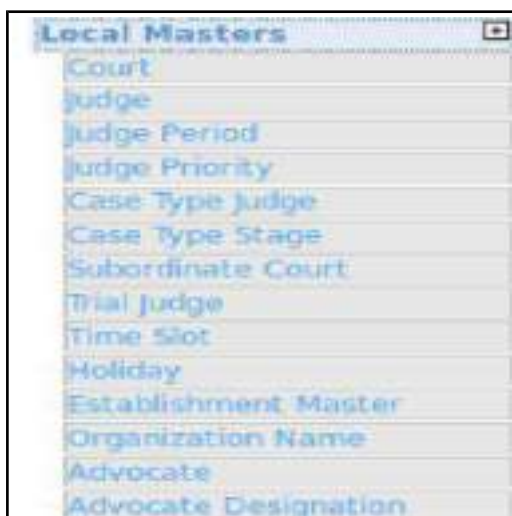 Local Masters
Court
Judge
Judge Period
Judge Priority
Case Type Judge
Case Type Stage
Subordinate Court
Trial Judge
Time Slot
Holiday
Establishment Master
Organization Name
Advocate
Advocate Designation